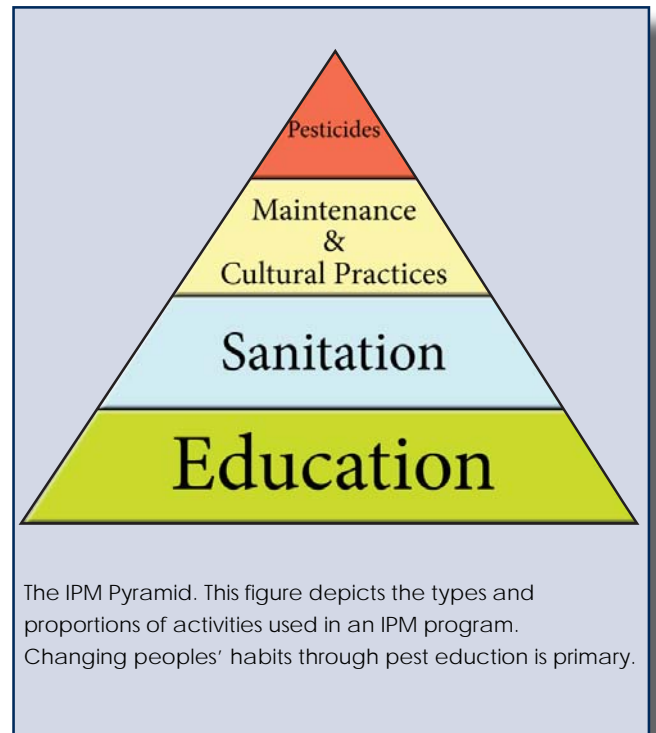 Pesticides
Maintenance
&
Cultural Practices
Sanitation
Education
The IPM Pyramid. This figure depicts the types and
proportions of activities used in an IPM program.
Changing peoples’ habits through pest eduction is primary.